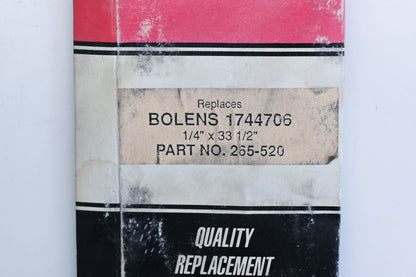 Replaces
BOLENS 1744706
1/4" x 33 1/2"
PART NO. 265-520
QUALITY
REPLACEMENT